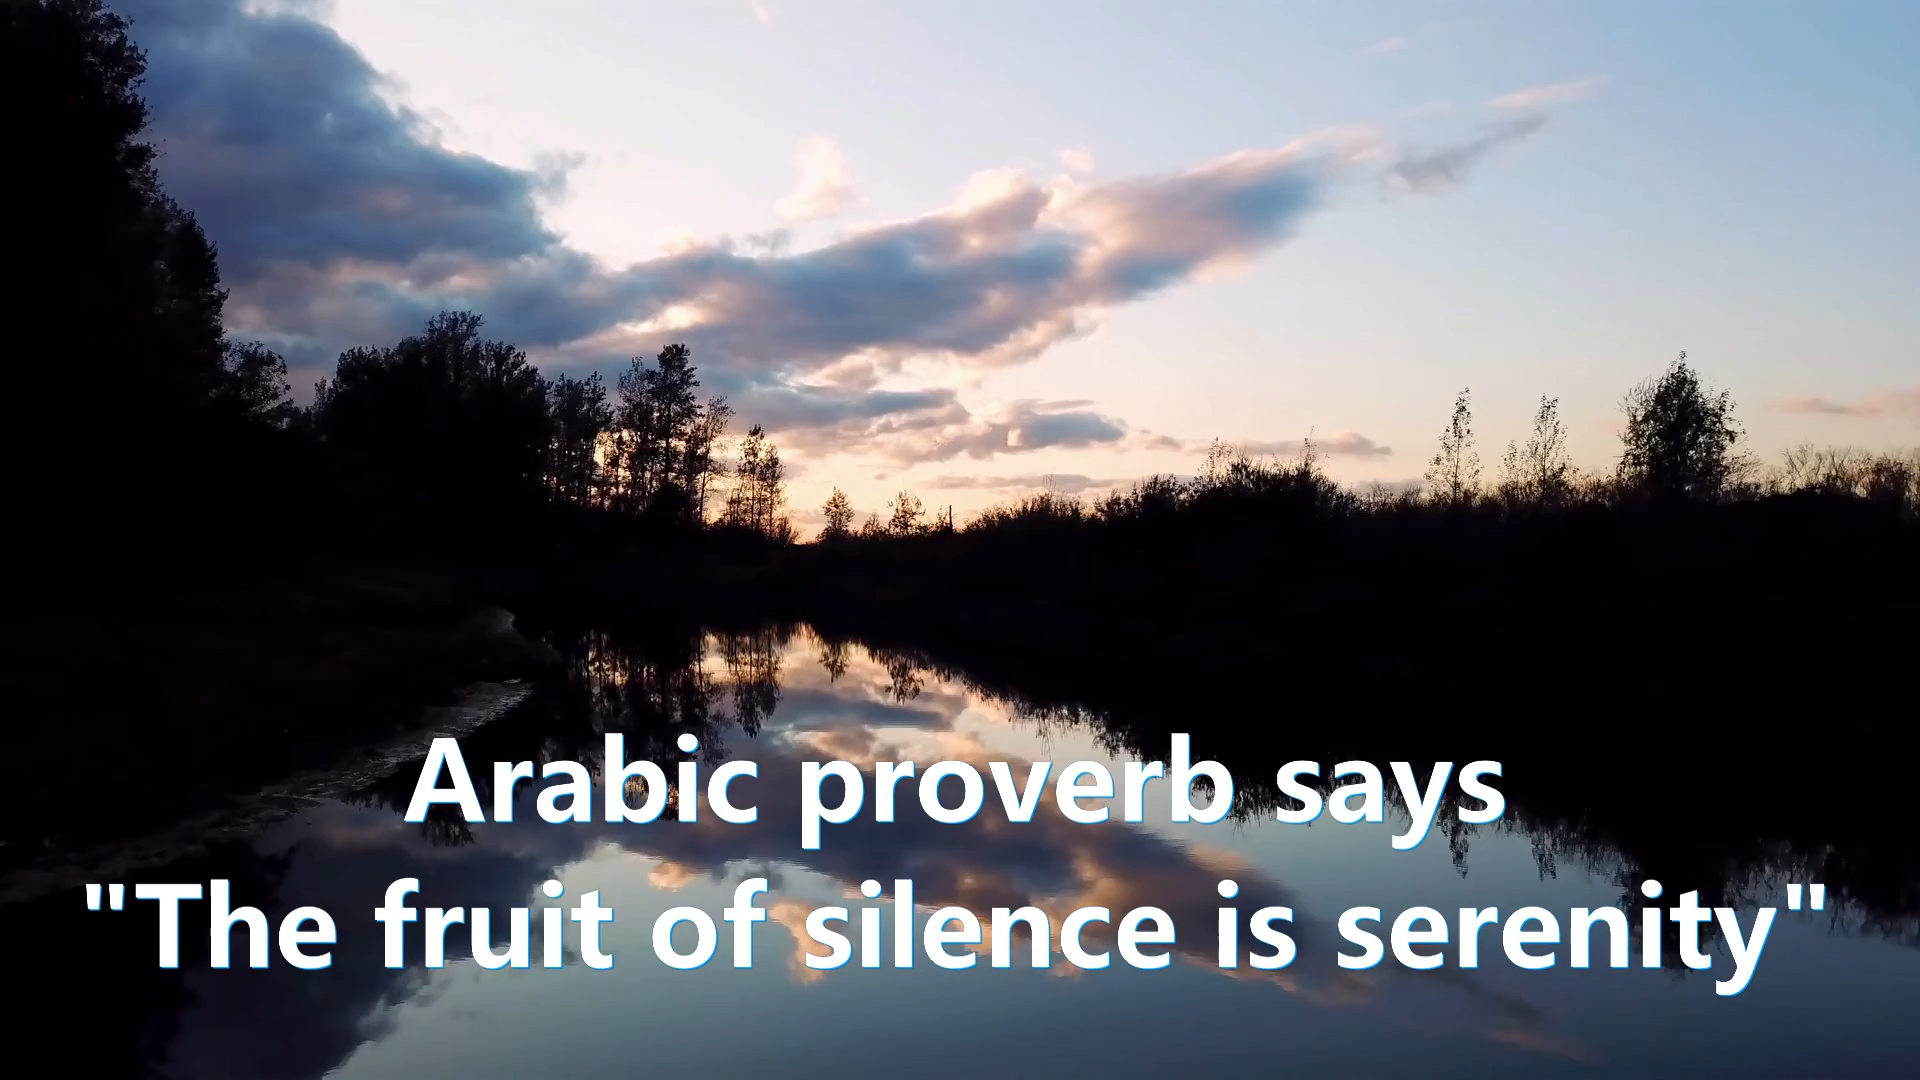 Arabic proverb says
"The fruit of silence is serenity"